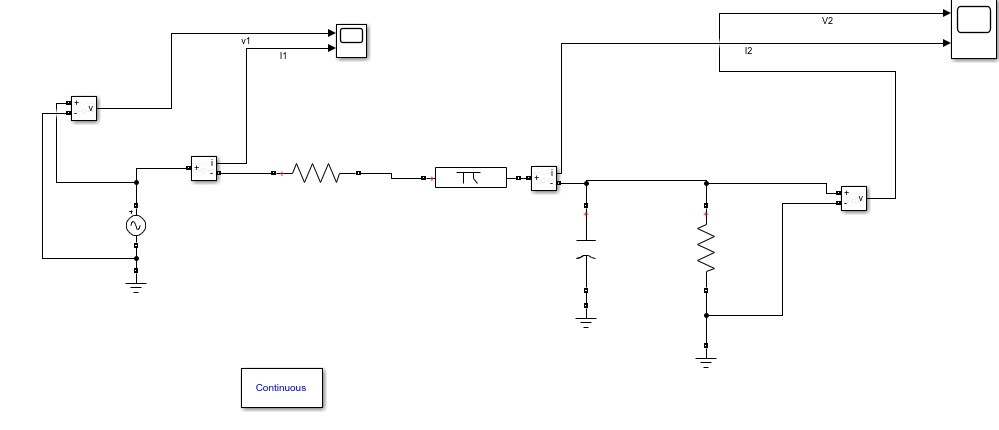 V2
v1
I2
I1
+
-
v
i
+
-
i
+
-
+
-
v
+
Continuous